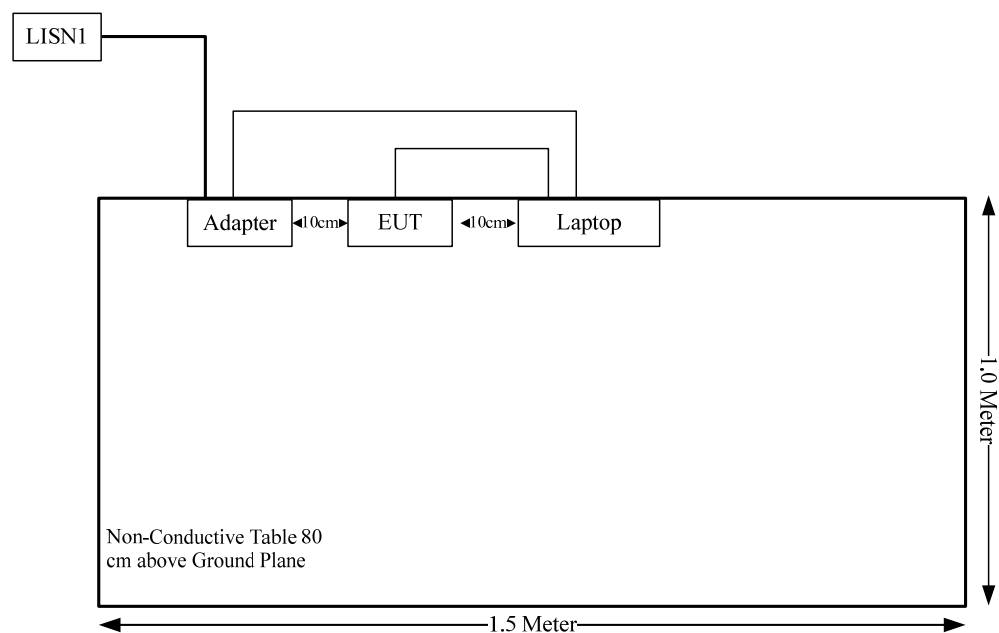 LISN1
Adapter
10cm
EUT
10cm
Laptop
1.0 Meter
Non-Conductive Table 80
cm above Ground Plane
1.5 Meter